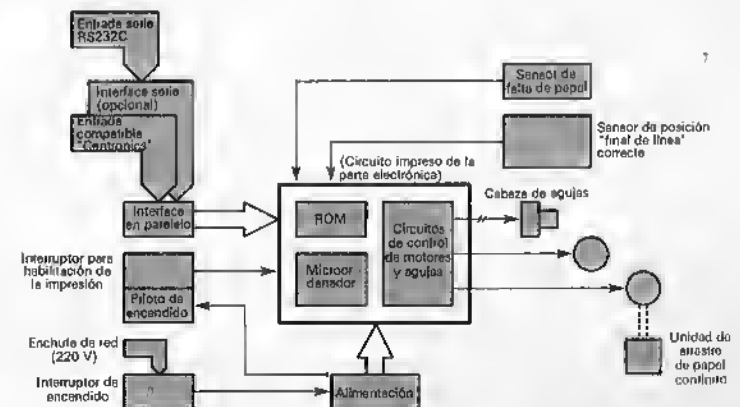 Entrada serie
RS232C
Interface serie
(opcional)
Entrada
compatible
"Centronics"
Interface
en paralelo
Interruptor para
habilitación de
la impresión
Piloto de
encendido
Enchufe de red
(220 V)
Interruptor de
encendido
Alimentación
(Circuito impreso de la
parte electrónica)
ROM
Microor
denador
Circuitos
de control
de motores
y agujas
Sensor de
falta de papel
Sensor de posición
"final de línea"
correcto
Cabeza de agujas
Unidad de
arrastre
de papel
continuo
7